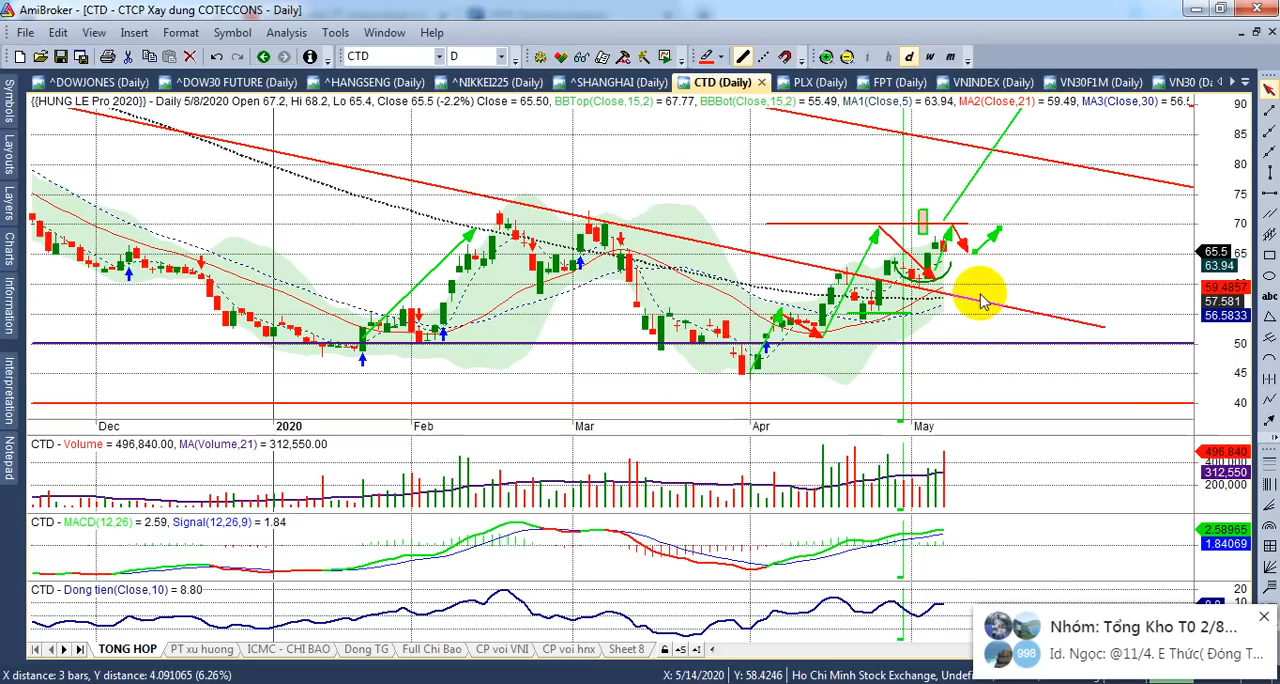 AmiBroker - [CTD - CTCP Xay dung COTECCONS - Daily]
File Edit View Insert Format Symbol Analysis Tools Window Help
CTD D i h d w m
^DOWJONES (Daily) ^DOW30 FUTURE (Daily) ^HANGSENG (Daily) ^NIKKEI225 (Daily) ^SHANGHAI (Daily) CTD (Daily) PLX (Daily) FPT (Daily) VNINDEX (Daily) VN30F1M (Daily) VN30 (Da
{{HUNG LE Pro 2020}} - Daily 5/8/2020 Open 67.2, Hi 68.2, Lo 65.4, Close 65.5 (-2.2%) Close = 65.50, BBTop(Close,15,2) = 67.77, BBBot(Close,15,2) = 55.49, MA1(Close,5) = 63.94, MA2(Close,21) = 59.49, MA3(Close,30) = 56.5
Symbols
Layouts
Layers
Charts
Information
Interpretation
Notepad
90
85
80
75
70
65.5
65
63.94
59.4857
57.581
56.5833
50
45
40
abc
Dec 2020 Feb Mar Apr May
CTD - Volume = 496,840.00, MA(Volume,21) = 312,550.00
496,840
400,000
312,550
200,000
CTD - MACD(12,26) = 2.59, Signal(12,26,9) = 1.84
2.58965
1.84069
CTD - Dong tien(Close,10) = 8.80
20
10
TONG HOP PT xu huong ICMC - CHI BAO Dong TG Full Chi Bao CP voi VNI CP voi hnx Sheet 8
Nhóm: Tổng Kho T0 2/8...
998 Id. Ngọc: @11/4. E Thức( Đóng T...
X distance: 3 bars, Y distance: 4.091065 (6.26%) X: 5/14/2020 Y: 58.4246 Ho Chi Minh Stock Exchange, Undef